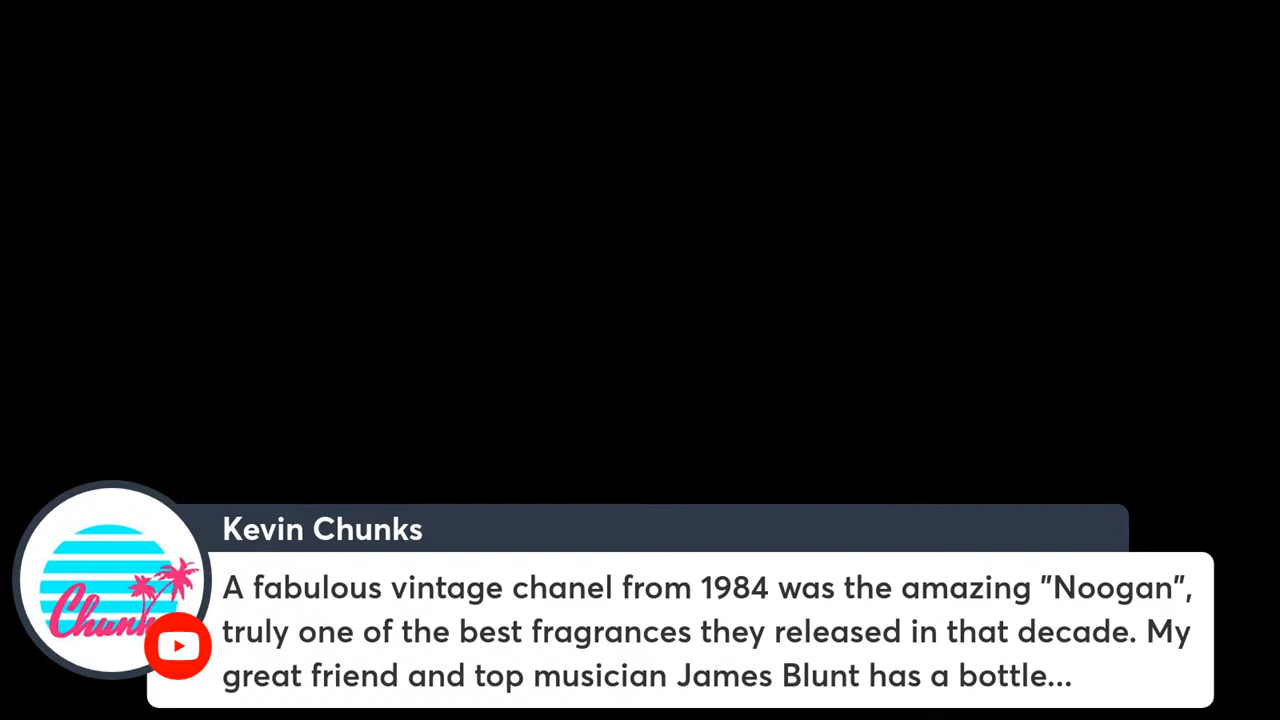 Kevin Chunks
A fabulous vintage chanel from 1984 was the amazing "Noogan",
truly one of the best fragrances they released in that decade. My
great friend and top musician James Blunt has a bottle...
Chunk